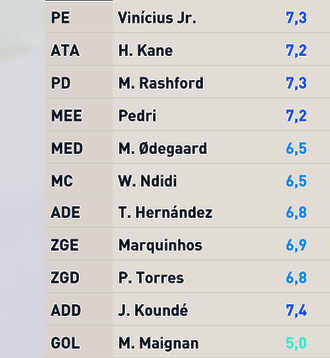 PE Vinícius Jr. 7,3
ATA H. Kane 7,2
PD M. Rashford 7,3
MEE Pedri 7,2
MED M. Ødegaard 6,5
MC W. Ndidi 6,5
ADE T. Hernández 6,8
ZGE Marquinhos 6,9
ZGD P. Torres 6,8
ADD J. Koundé 7,4
GOL M. Maignan 5,0